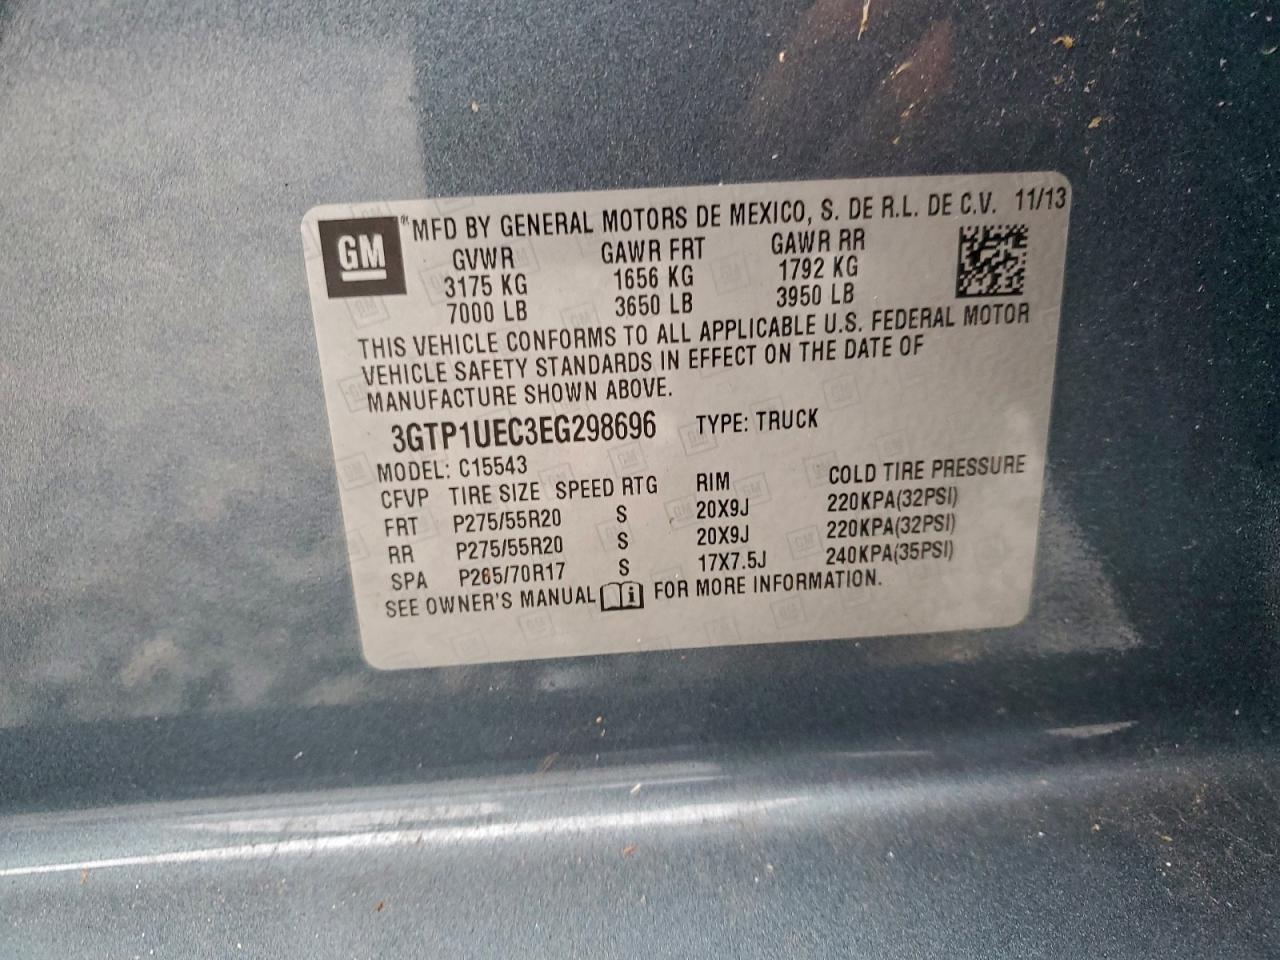 GM MFD BY GENERAL MOTORS DE MEXICO, S. DE R.L. DE C.V. 11/13
GVWR GAWR FRT GAWR RR
3175 KG 1656 KG 1792 KG
7000 LB 3650 LB 3950 LB
THIS VEHICLE CONFORMS TO ALL APPLICABLE U.S. FEDERAL MOTOR
VEHICLE SAFETY STANDARDS IN EFFECT ON THE DATE OF
MANUFACTURE SHOWN ABOVE.
3GTP1UEC3EG298696 TYPE: TRUCK
MODEL: C15543
CFVP TIRE SIZE SPEED RTG RIM COLD TIRE PRESSURE
FRT P275/55R20 S 20X9J 220KPA(32PSI)
RR P275/55R20 S 20X9J 220KPA(32PSI)
SPA P265/70R17 S 17X7.5J 240KPA(35PSI)
SEE OWNER'S MANUAL FOR MORE INFORMATION.